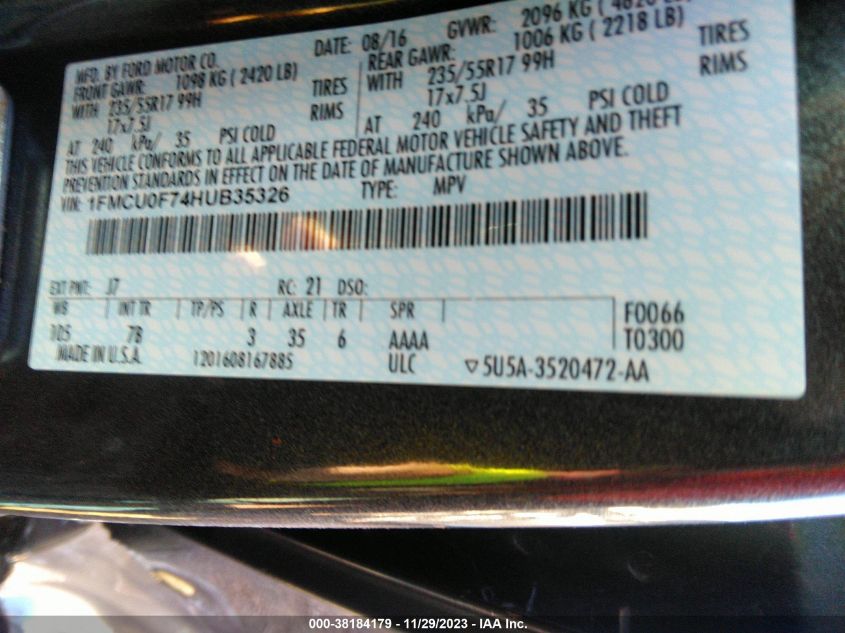 MFD. BY FORD MOTOR CO. DATE: 08/16 GVWR: 2096 KG ( 4620 LB)
FRONT GAWR: 1098 KG ( 2420 LB) REAR GAWR: 1006 KG ( 2218 LB)
WITH 235/55R17 99H TIRES WITH 235/55R17 99H TIRES
17x7.5J RIMS 17x7.5J RIMS
AT 240 kPa/ 35 PSI COLD AT 240 kPa/ 35 PSI COLD
THIS VEHICLE CONFORMS TO ALL APPLICABLE FEDERAL MOTOR VEHICLE SAFETY AND THEFT
PREVENTION STANDARDS IN EFFECT ON THE DATE OF MANUFACTURE SHOWN ABOVE.
VIN: 1FMCU0F74HUB35326 TYPE: MPV
EXT PNT: J7 RC: 21 DSO:
WB INT TR TP/PS R AXLE TR SPR F0066
105 7B 3 35 6 AAAA T0300
MADE IN U.S.A. 1201608167885 ULC ▽5U5A-3520472-AA
000-38184179 - 11/29/2023 - IAA Inc.